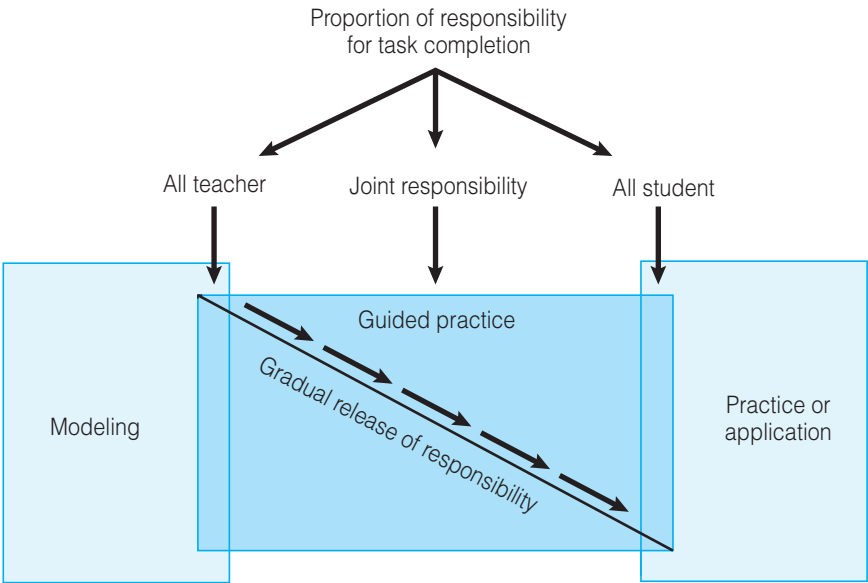 Proportion of responsibility
for task completion
All teacher
Joint responsibility
All student
Guided practice
Gradual release of responsibility
Modeling
Practice or
application